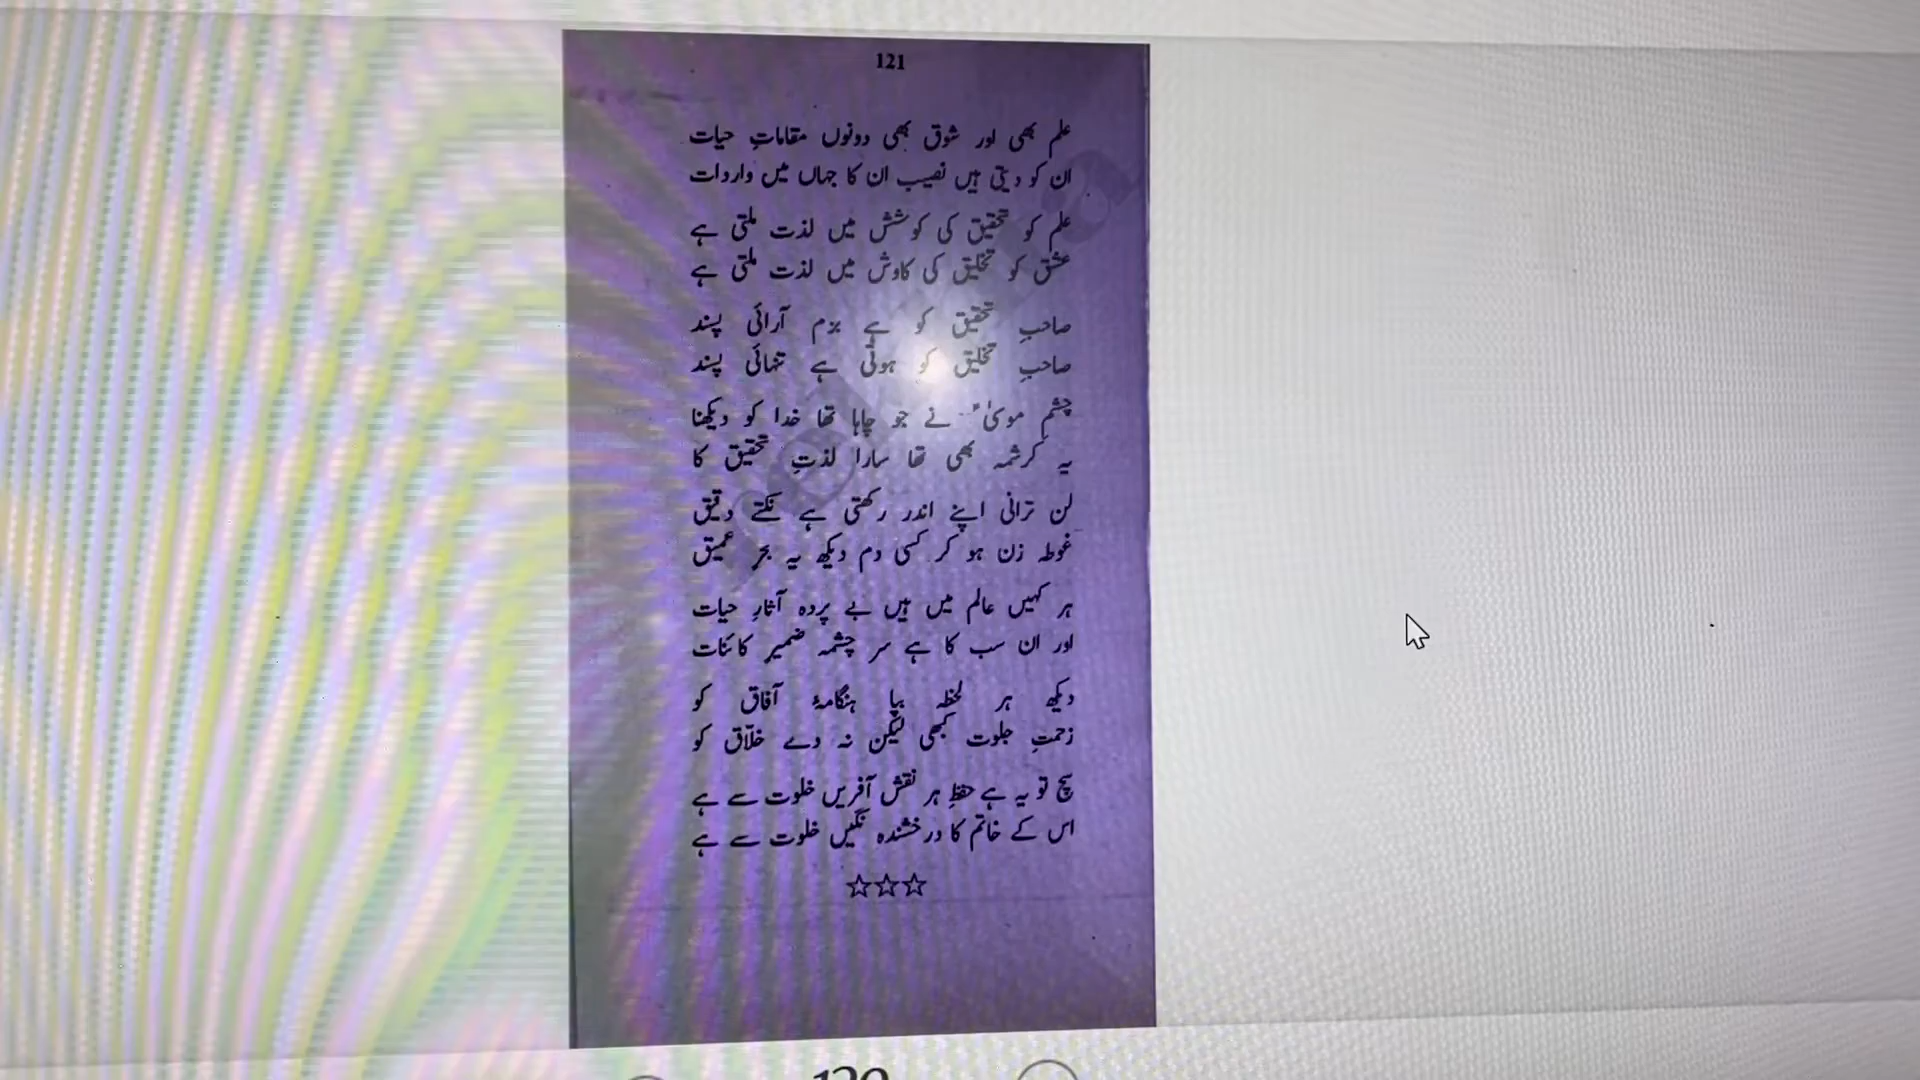 121
علم بھی اور شوق بھی دونوں مقاماتِ حیات
ان کو دیتی ہیں نصیب ان کا جہاں میں واردات
علم کو تحقیق کی کوشش میں لذت ملتی ہے
عشق کو تخلیق کی کاوش میں لذت ملتی ہے
صاحبِ تحقیق کو ہے بزم آرائی پسند
صاحبِ تخلیق کو ہوتی ہے تنہائی پسند
چشمِ موسیٰؑ نے جو چاہا تھا خدا کو دیکھنا
یہ کرشمہ بھی تھا سارا لذتِ تحقیق کا
لن ترانی اپنے اندر رکھتی ہے نکتے دقیق
غوطہ زن ہو کر کسی دم دیکھ یہ بحر عمیق
ہر کہیں عالم میں ہیں بے پردہ آثارِ حیات
اور ان سب کا ہے سر چشمہ ضمیرِ کائنات
دیکھ ہر لحظہ بپا ہنگامۂ آفاق کو
زحمتِ جلوت کبھی لیکن نہ دے خلّاق کو
سچ تو یہ ہے حفظِ ہر نقش آفریں خلوت سے ہے
اس کے خاتم کا درخشندہ نگیں خلوت سے ہے
☆☆☆